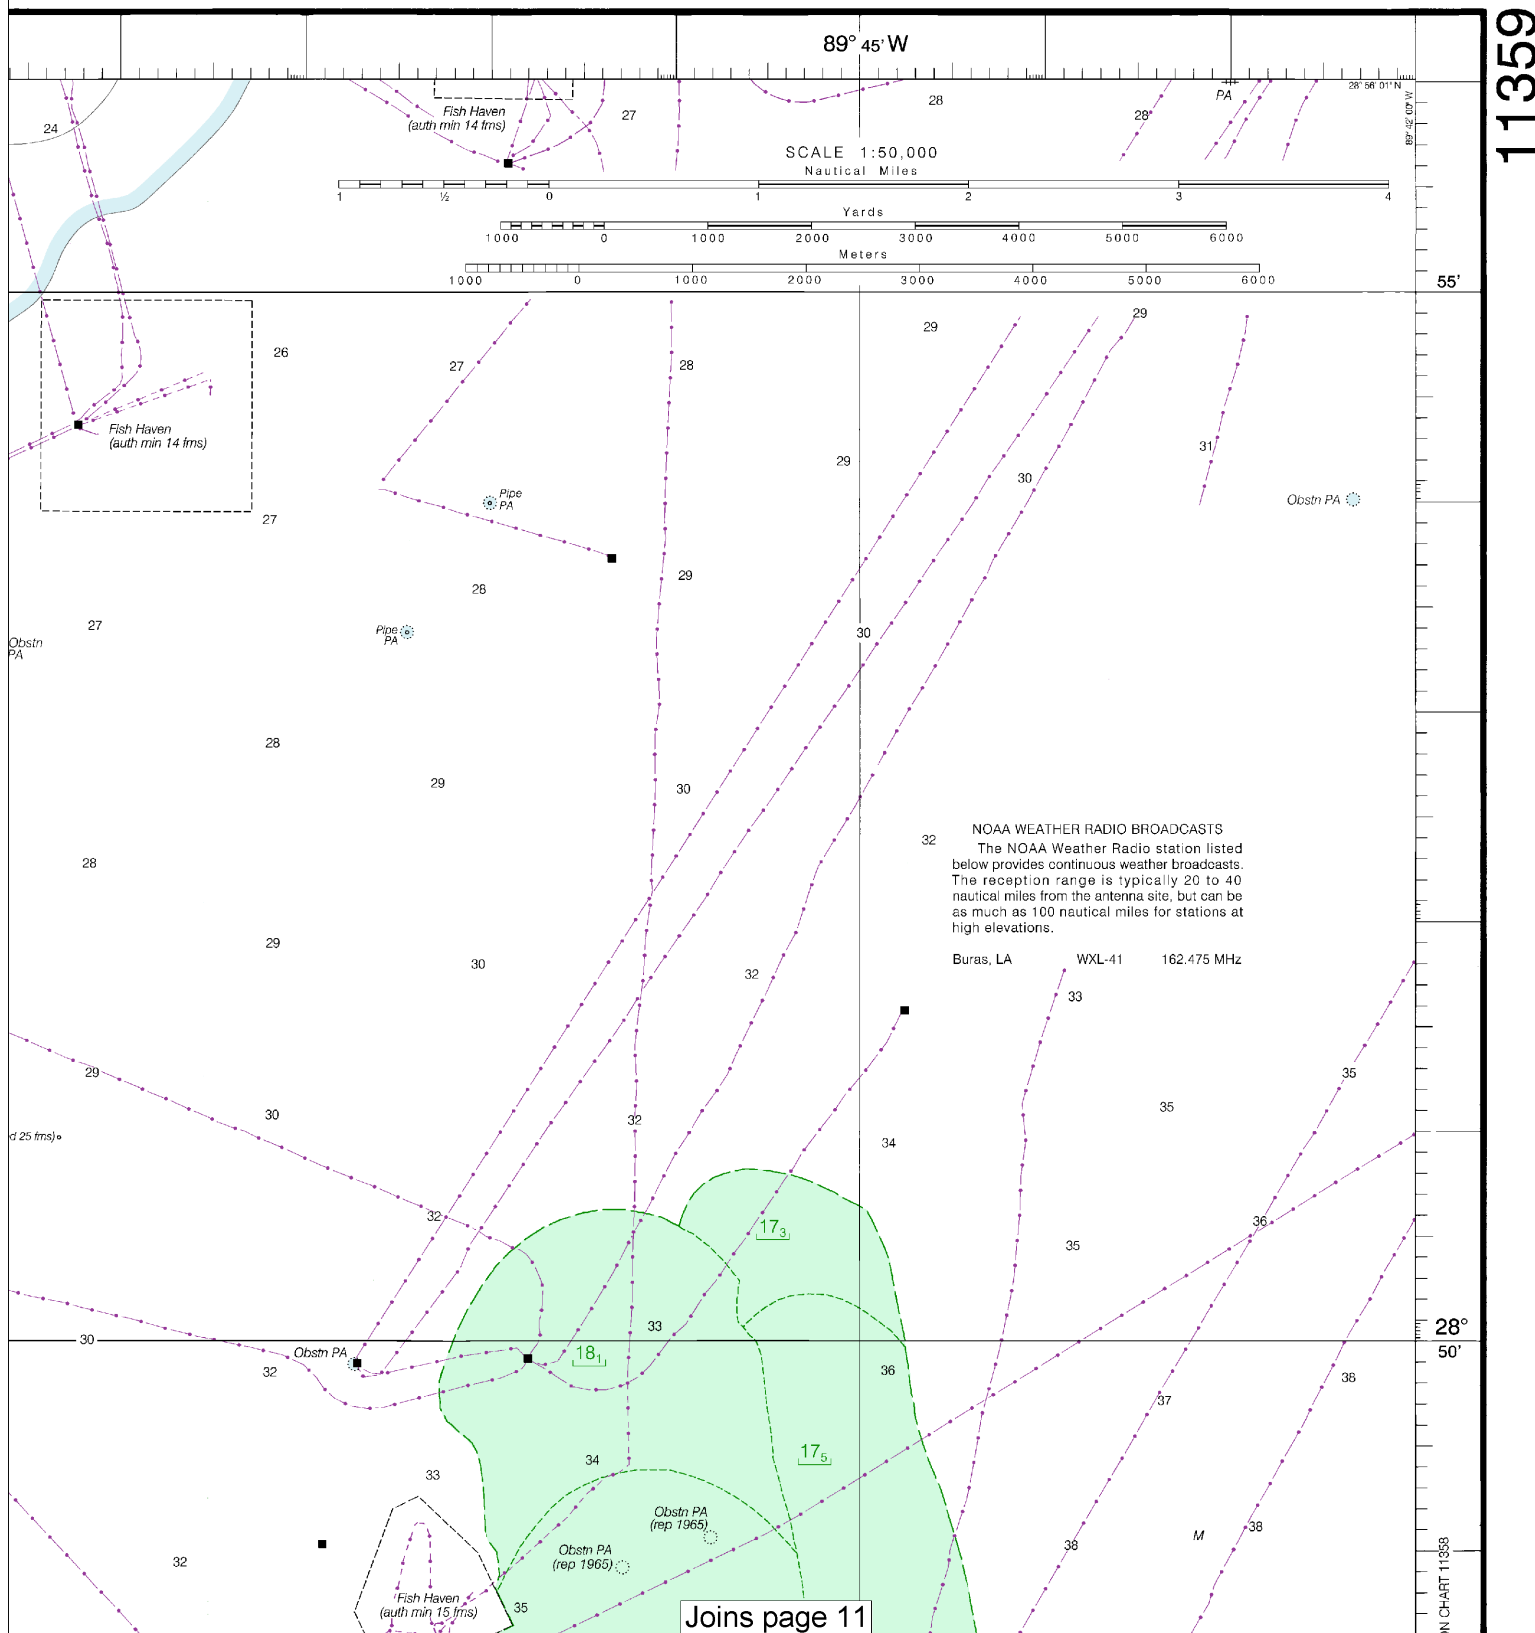 11359
89° 45' W
28° 56' 01" N
89° 42' 00" W
PA
24
Fish Haven
(auth min 14 fms)
27
28
28
SCALE 1:50,000
Nautical Miles
1 ½ 0 1 2 3 4
Yards
1000 0 1000 2000 3000 4000 5000 6000
Meters
1000 0 1000 2000 3000 4000 5000 6000
55'
29
29
26
27
28
Fish Haven
(auth min 14 fms)
31
29
30
Pipe
PA
Obstn PA
27
28
29
27
Pipe
PA
30
Obstn
PA
28
29
30
NOAA WEATHER RADIO BROADCASTS
The NOAA Weather Radio station listed
below provides continuous weather broadcasts.
The reception range is typically 20 to 40
nautical miles from the antenna site, but can be
as much as 100 nautical miles for stations at
high elevations.
Buras, LA WXL-41 162.475 MHz
32
28
29
30
32
33
29
35
30
32
35
d 25 fms)
34
32
17₃
36
35
33
30
28°
50'
Obstn PA
18₁
32
36
38
37
34
17₅
33
Obstn PA
(rep 1965)
M
38
38
Obstn PA
(rep 1965)
32
Fish Haven
(auth min 15 fms)
35
Joins page 11
ON CHART 11358